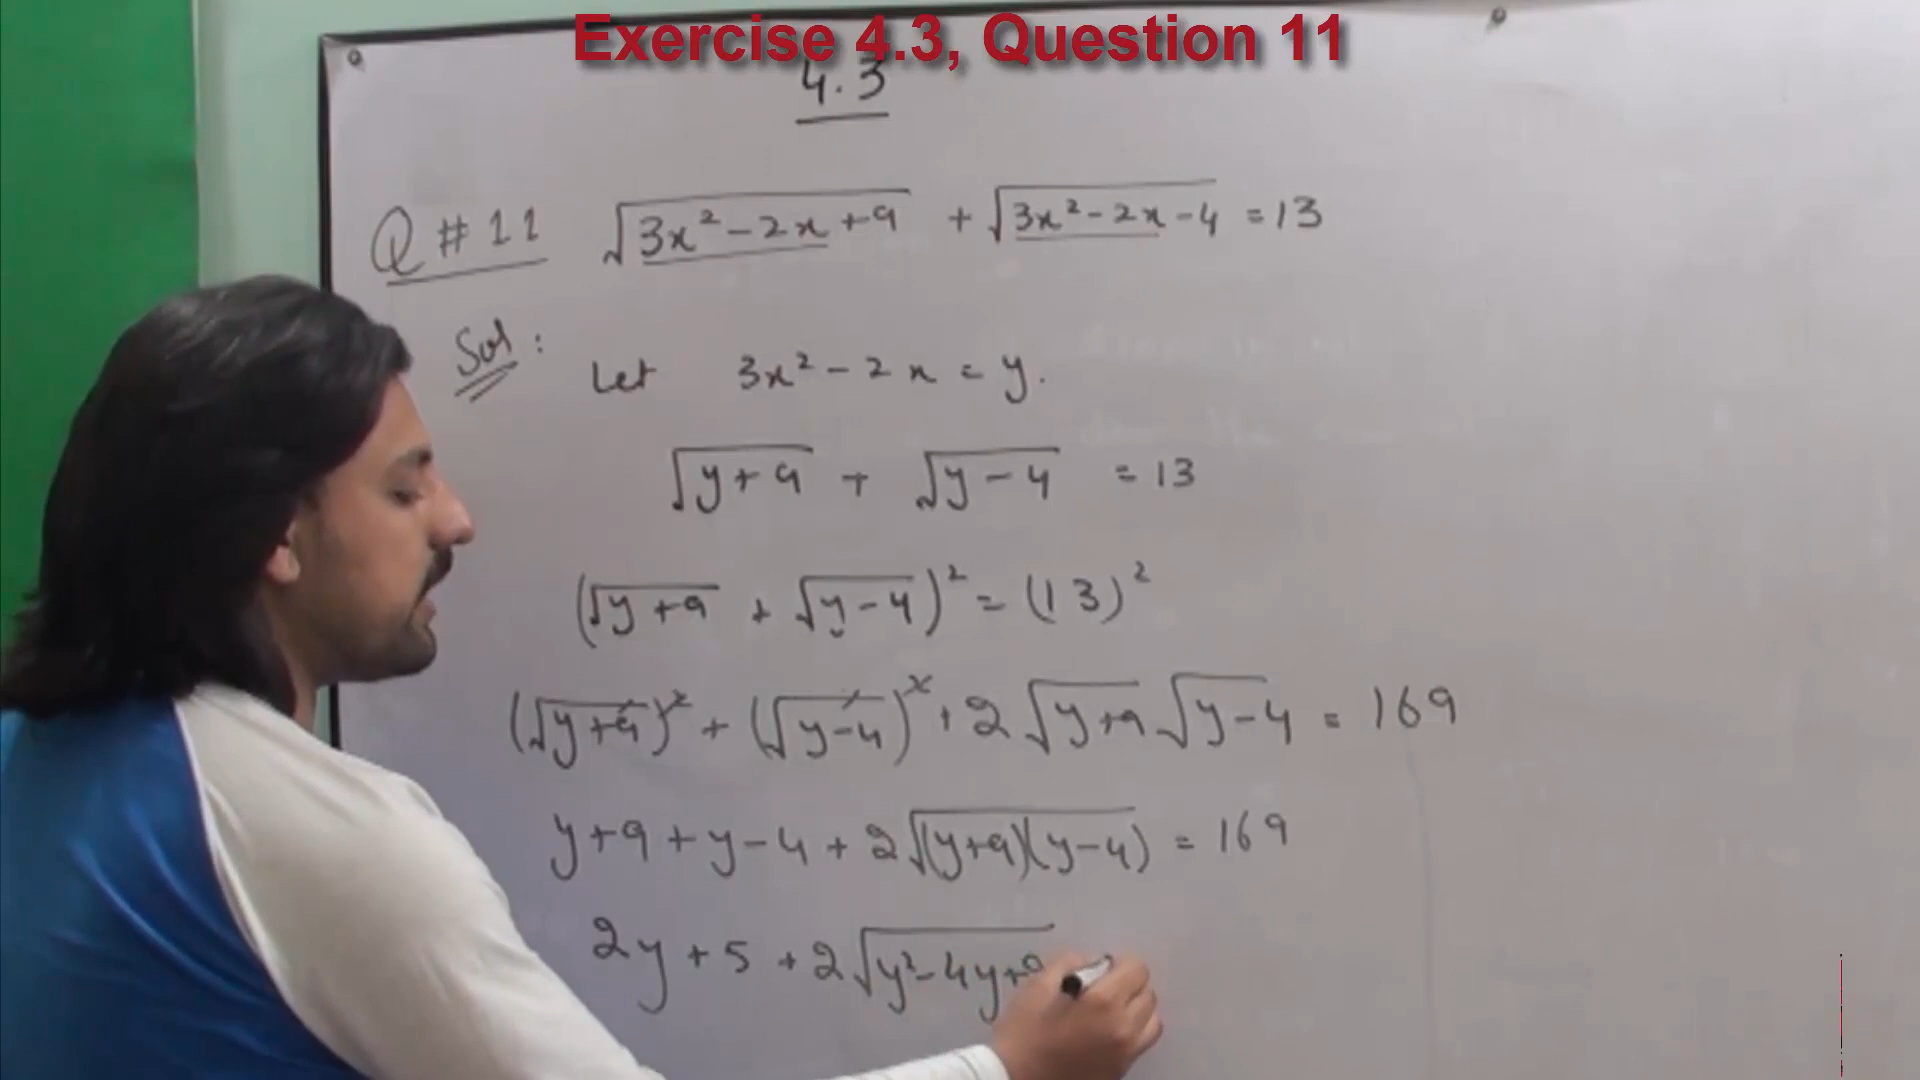 Exercise 4.3, Question 11
4.3
Q # 11 √(3x² - 2x + 9) + √(3x² - 2x - 4) = 13
Sol :
Let 3x² - 2x = y.
√(y + 9) + √(y - 4) = 13
(√(y + 9) + √(y - 4))² = (13)²
(√(y + 9))² + (√(y - 4))² + 2√(y + 9) √(y - 4) = 169
y + 9 + y - 4 + 2√((y + 9)(y - 4)) = 169
2y + 5 + 2√(y² - 4y + 9